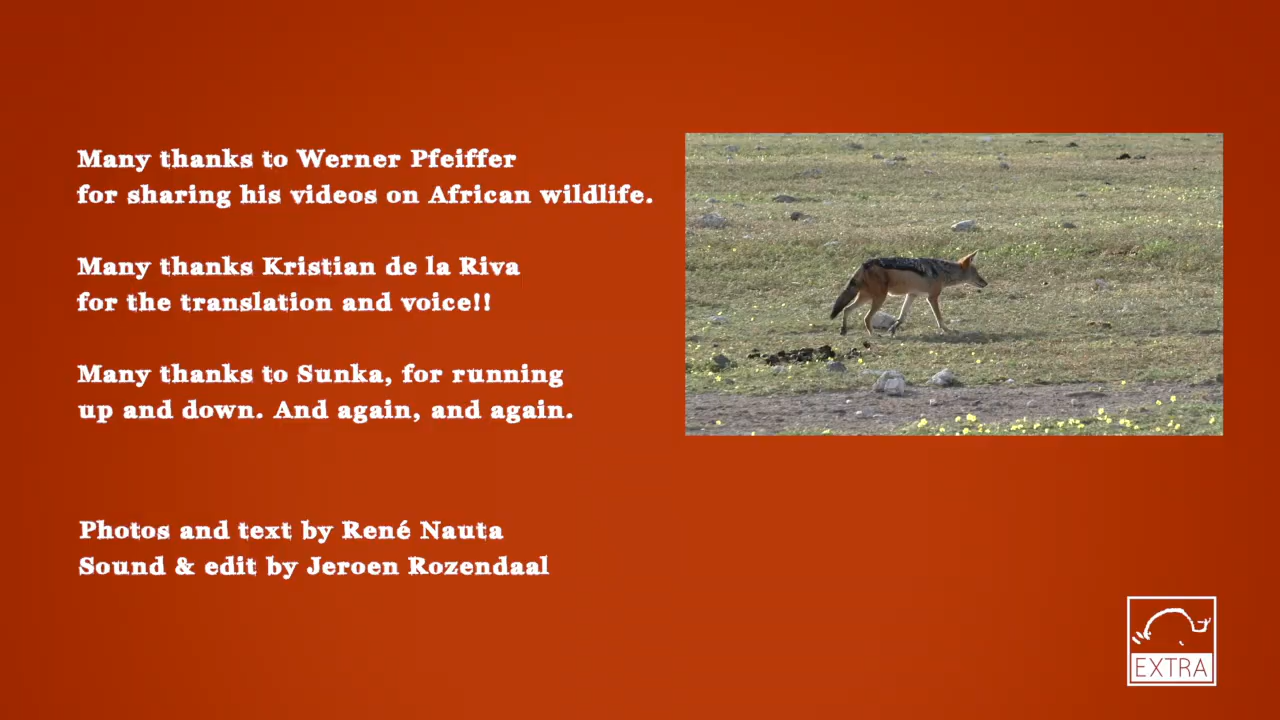 Many thanks to Werner Pfeiffer
for sharing his videos on African wildlife.
Many thanks Kristian de la Riva
for the translation and voice!!
Many thanks to Sunka, for running
up and down. And again, and again.
Photos and text by René Nauta
Sound & edit by Jeroen Rozendaal
EXTRA